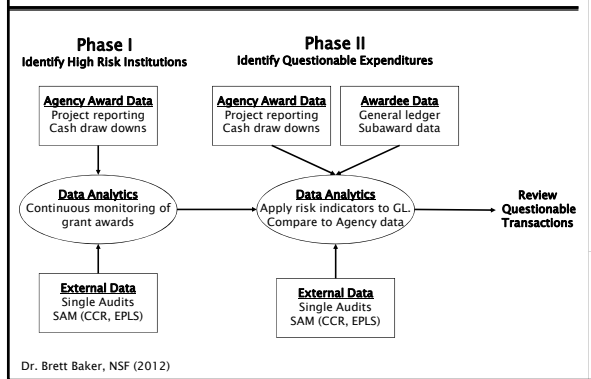 Phase I
Identify High Risk Institutions
Phase II
Identify Questionable Expenditures
Agency Award Data
Project reporting
Cash draw downs
Agency Award Data
Project reporting
Cash draw downs
Awardee Data
General ledger
Subaward data
Data Analytics
Continuous monitoring of
grant awards
Data Analytics
Apply risk indicators to GL.
Compare to Agency data
Review
Questionable
Transactions
External Data
Single Audits
SAM (CCR, EPLS)
External Data
Single Audits
SAM (CCR, EPLS)
Dr. Brett Baker, NSF (2012)